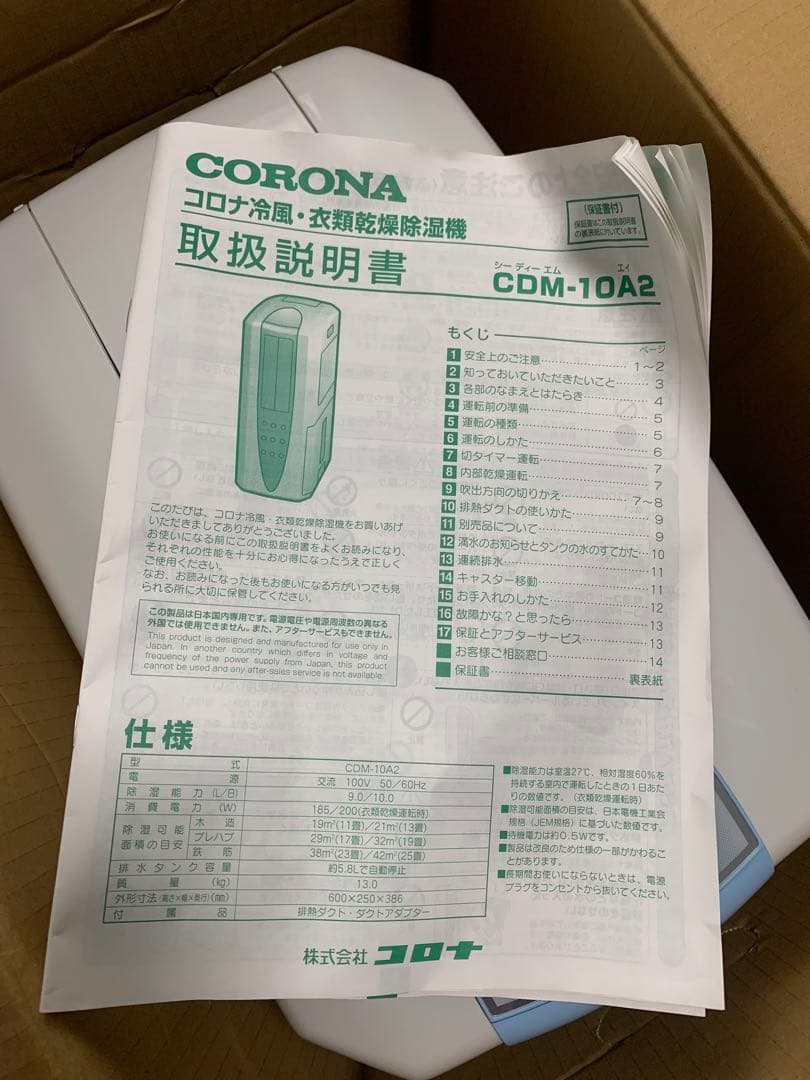 CORONA
コロナ冷風・衣類乾燥除湿機
取扱説明書
(保証書付)
保証書はこの取扱説明書
の裏表紙に付いています。
シー ディー エム エイ
CDM-10A2
もくじ
ページ
1 安全上のご注意 1〜2
2 知っておいていただきたいこと 3
3 各部のなまえとはたらき 4
4 運転前の準備 5
5 運転の種類 5
6 運転のしかた 6
7 切タイマー運転 7
8 内部乾燥運転 7
9 吹出方向の切りかえ 7〜8
10 排熱ダクトの使いかた 9
11 別売品について 9
12 満水のお知らせとタンクの水のすてかた 10
13 連続排水 11
14 キャスター移動 11
15 お手入れのしかた 12
16 故障かな?と思ったら 13
17 保証とアフターサービス 13
■ お客様ご相談窓口 14
■ 保証書 裏表紙
このたびは、コロナ冷風・衣類乾燥除湿機をお買いあげ
いただきましてありがとうございました。
お使いになる前にこの取扱説明書をよくお読みになり、
それぞれの性能を十分にお心得になったうえで正しく
ご使用ください。
なお、お読みになった後もお使いになる方がいつでも見
られる所に大切に保管してください。
この製品は日本国内専用です。電源電圧や電源周波数の異なる
外国では使用できません。また、アフターサービスもできません。
This product is designed and manufactured for use only in
Japan. In another country which differs in voltage and
frequency of the power supply from Japan, this product
cannot be used and any after-sales service is not available.
仕様
型式 CDM-10A2
電源 交流 100V 50/60Hz
除湿能力(L/日) 9.0/10.0
消費電力(W) 185/200(衣類乾燥運転時)
除湿可能面積の目安 木造 19m²(11畳)/21m²(13畳)
プレハブ 29m²(17畳)/32m²(19畳)
鉄筋 38m²(23畳)/42m²(25畳)
排水タンク容量 約5.8Lで自動停止
質量(kg) 13.0
外形寸法(高さ×幅×奥行)(mm) 600×250×386
付属品 排熱ダクト・ダクトアダプター
■除湿能力は室温27℃、相対湿度60%を
持続する室内で運転したときの1日あた
りの数値です。(衣類乾燥運転時)
■除湿可能面積の目安は、日本電機工業会
規格(JEM規格)に基づいた数値です。
■待機電力は約0.5Wです。
■製品は改良のため仕様の一部がかわるこ
とがあります。
■長期間お使いにならないときは、電源
プラグをコンセントから抜いてください。
株式会社 コロナ